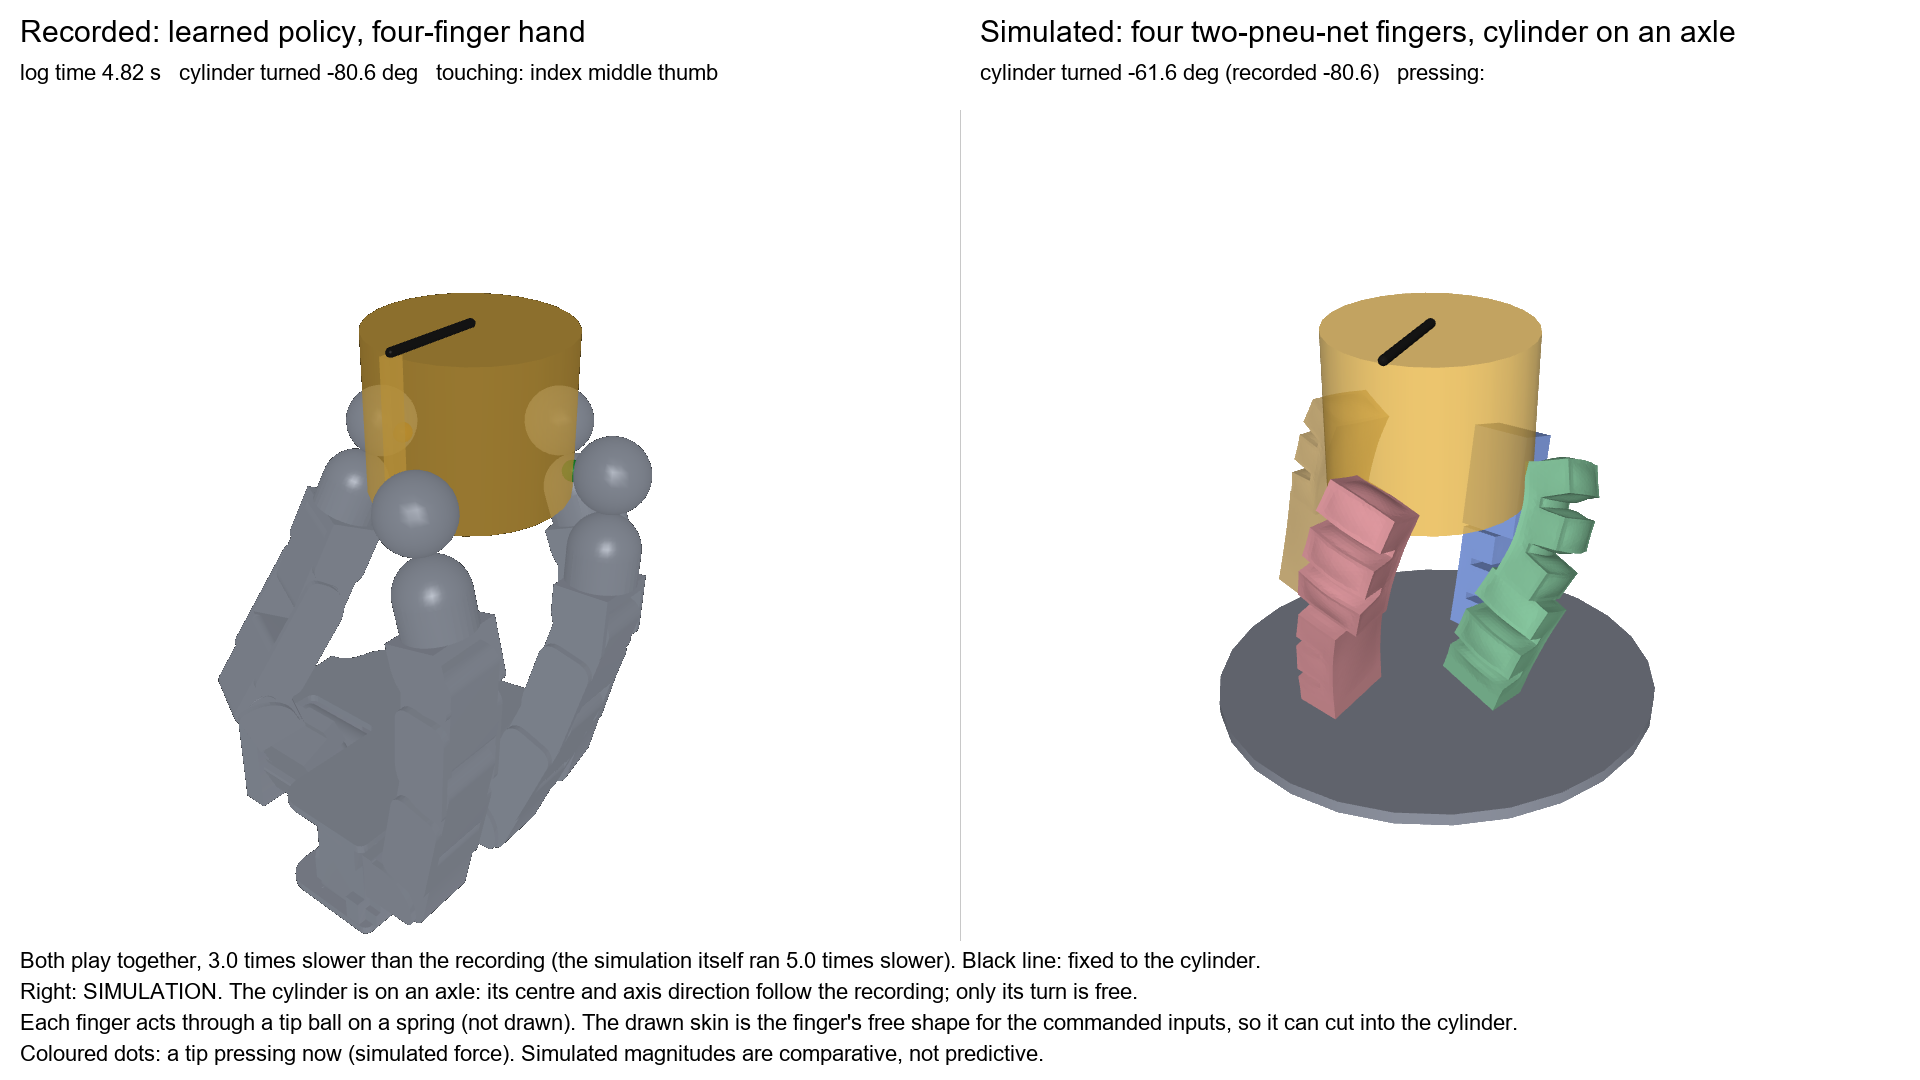 Recorded: learned policy, four-finger hand
log time 4.82 s   cylinder turned -80.6 deg   touching: index middle thumb
Simulated: four two-pneu-net fingers, cylinder on an axle
cylinder turned -61.6 deg (recorded -80.6)   pressing:
Both play together, 3.0 times slower than the recording (the simulation itself ran 5.0 times slower). Black line: fixed to the cylinder.
Right: SIMULATION. The cylinder is on an axle: its centre and axis direction follow the recording; only its turn is free.
Each finger acts through a tip ball on a spring (not drawn). The drawn skin is the finger's free shape for the commanded inputs, so it can cut into the cylinder.
Coloured dots: a tip pressing now (simulated force). Simulated magnitudes are comparative, not predictive.